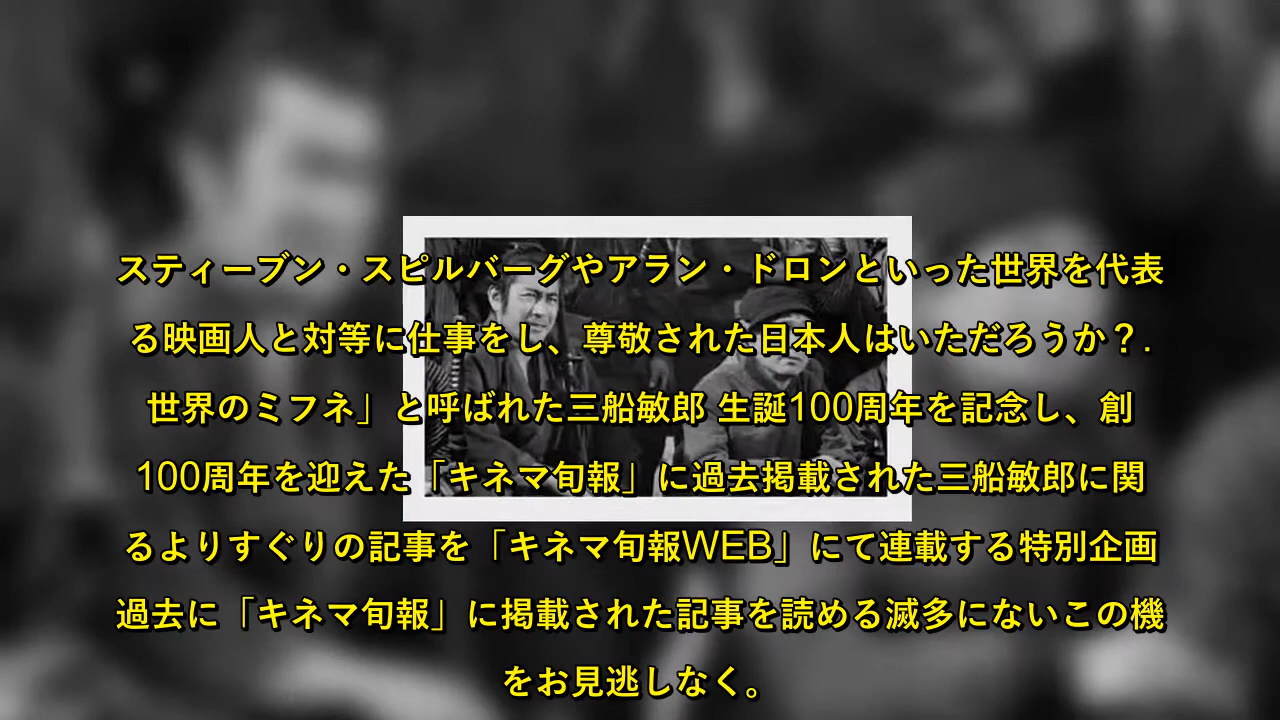 スティーブン・スピルバーグやアラン・ドロンといった世界を代表
る映画人と対等に仕事をし、尊敬された日本人はいただろうか？.
世界のミフネ」と呼ばれた三船敏郎 生誕100周年を記念し、創
100周年を迎えた「キネマ旬報」に過去掲載された三船敏郎に関
るよりすぐりの記事を「キネマ旬報WEB」にて連載する特別企画
過去に「キネマ旬報」に掲載された記事を読める滅多にないこの機
をお見逃しなく。